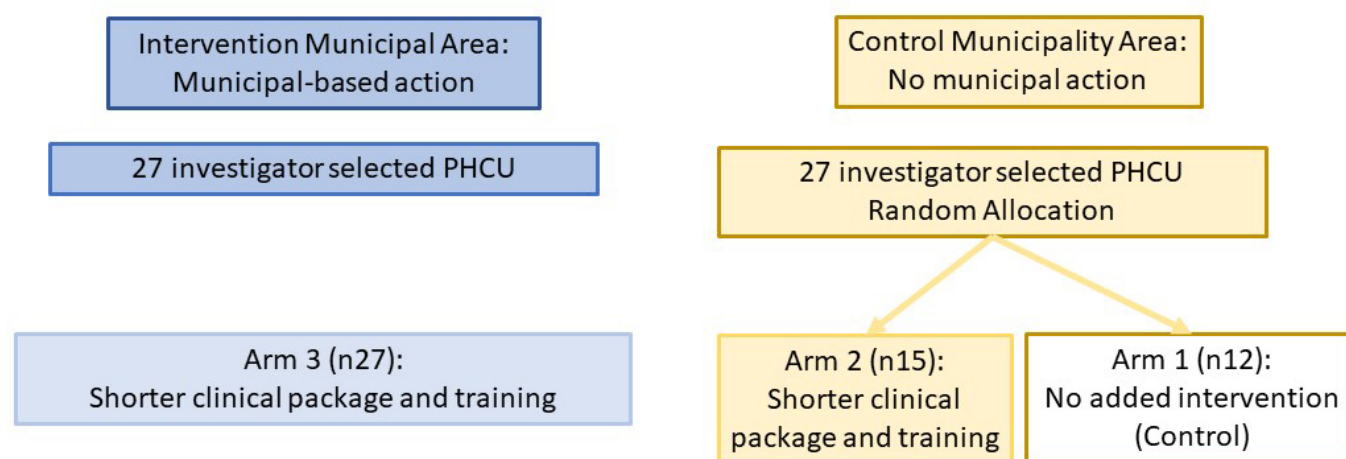 Intervention Municipal Area:
Municipal-based action
Control Municipality Area:
No municipal action
27 investigator selected PHCU
27 investigator selected PHCU
Random Allocation
Arm 3 (n27):
Shorter clinical package and training
Arm 2 (n15):
Shorter clinical
package and training
Arm 1 (n12):
No added intervention
(Control)